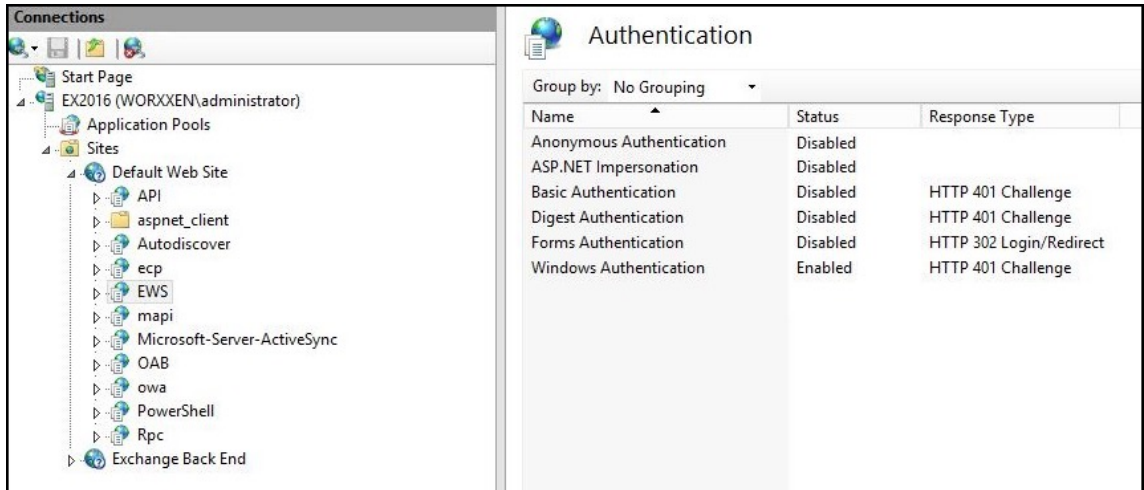 Connections
Start Page
EX2016 (WORXXEN\administrator)
Application Pools
Sites
Default Web Site
API
aspnet_client
Autodiscover
ecp
EWS
mapi
Microsoft-Server-ActiveSync
OAB
owa
PowerShell
Rpc
Exchange Back End
Authentication
Group by: No Grouping
Name Status Response Type
Anonymous Authentication Disabled
ASP.NET Impersonation Disabled
Basic Authentication Disabled HTTP 401 Challenge
Digest Authentication Disabled HTTP 401 Challenge
Forms Authentication Disabled HTTP 302 Login/Redirect
Windows Authentication Enabled HTTP 401 Challenge